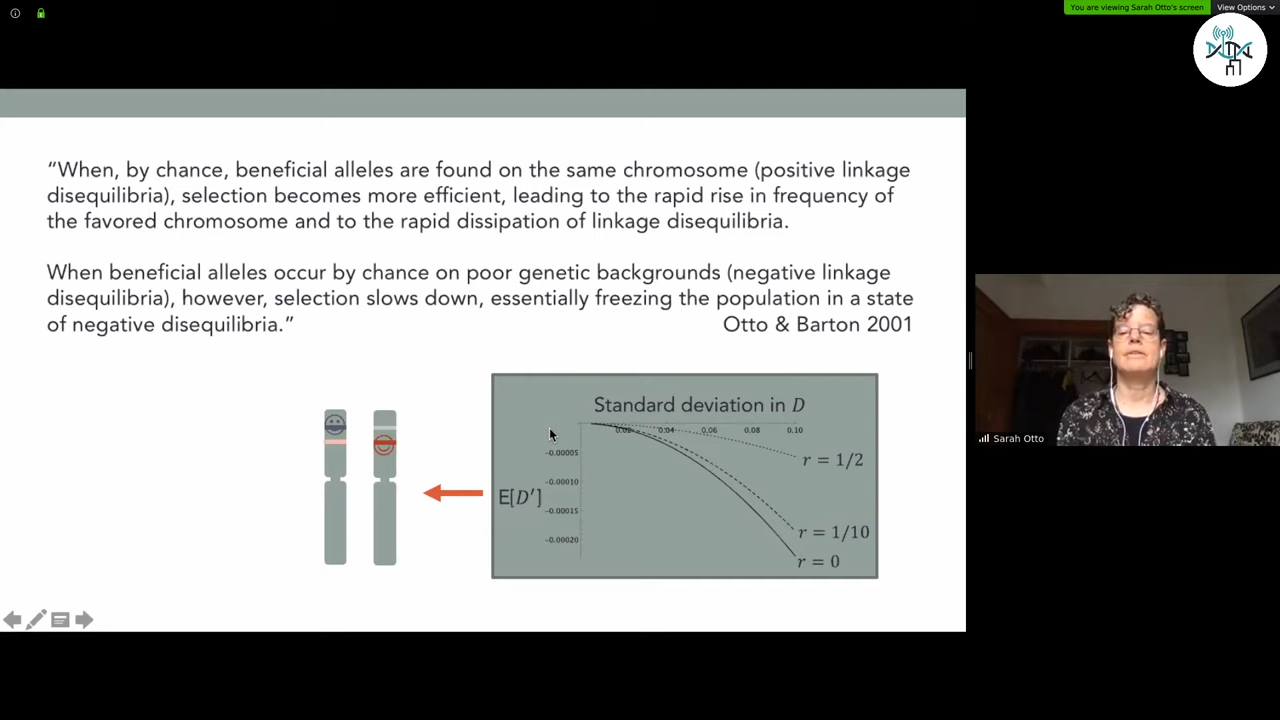 You are viewing Sarah Otto's screen
View Options
“When, by chance, beneficial alleles are found on the same chromosome (positive linkage
disequilibria), selection becomes more efficient, leading to the rapid rise in frequency of
the favored chromosome and to the rapid dissipation of linkage disequilibria.
When beneficial alleles occur by chance on poor genetic backgrounds (negative linkage
disequilibria), however, selection slows down, essentially freezing the population in a state
of negative disequilibria.”
Otto & Barton 2001
Standard deviation in D
0.02 0.04 0.06 0.08 0.10
-0.00005
r = 1/2
-0.00010
E[D′]
-0.00015
r = 1/10
-0.00020
r = 0
Sarah Otto